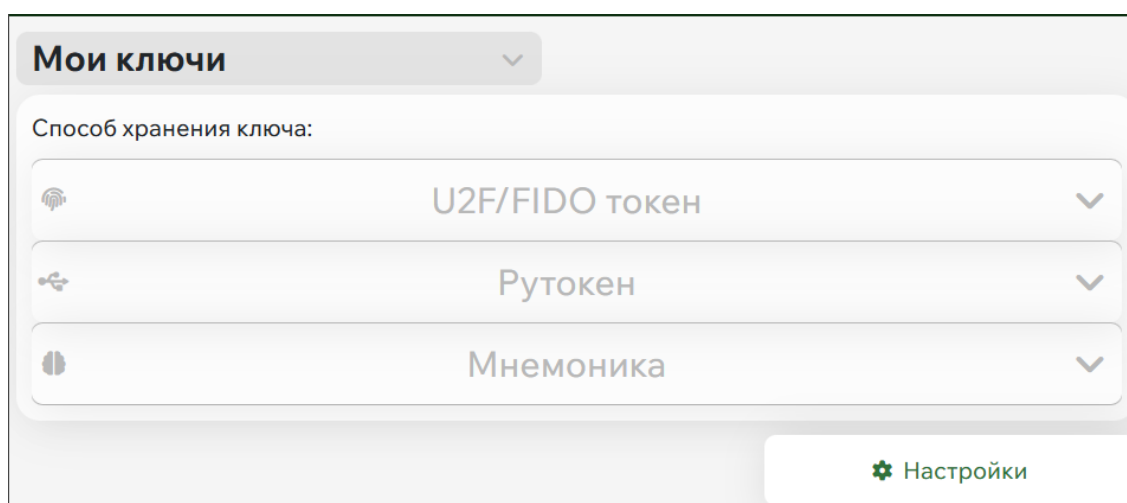 Мои ключи
Способ хранения ключа:
U2F/FIDO токен
Рутокен
Мнемоника
Настройки